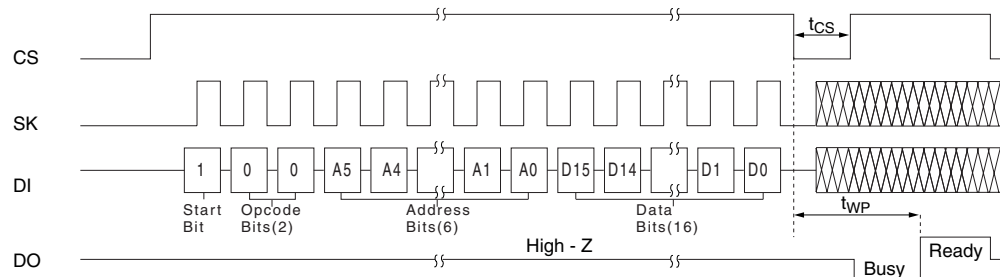 CS
tCS
SK
DI
1 0 0 A5 A4 A1 A0 D15 D14 D1 D0
Start
Bit
Opcode
Bits(2)
Address
Bits(6)
Data
Bits(16)
tWP
High - Z
DO
Busy
Ready